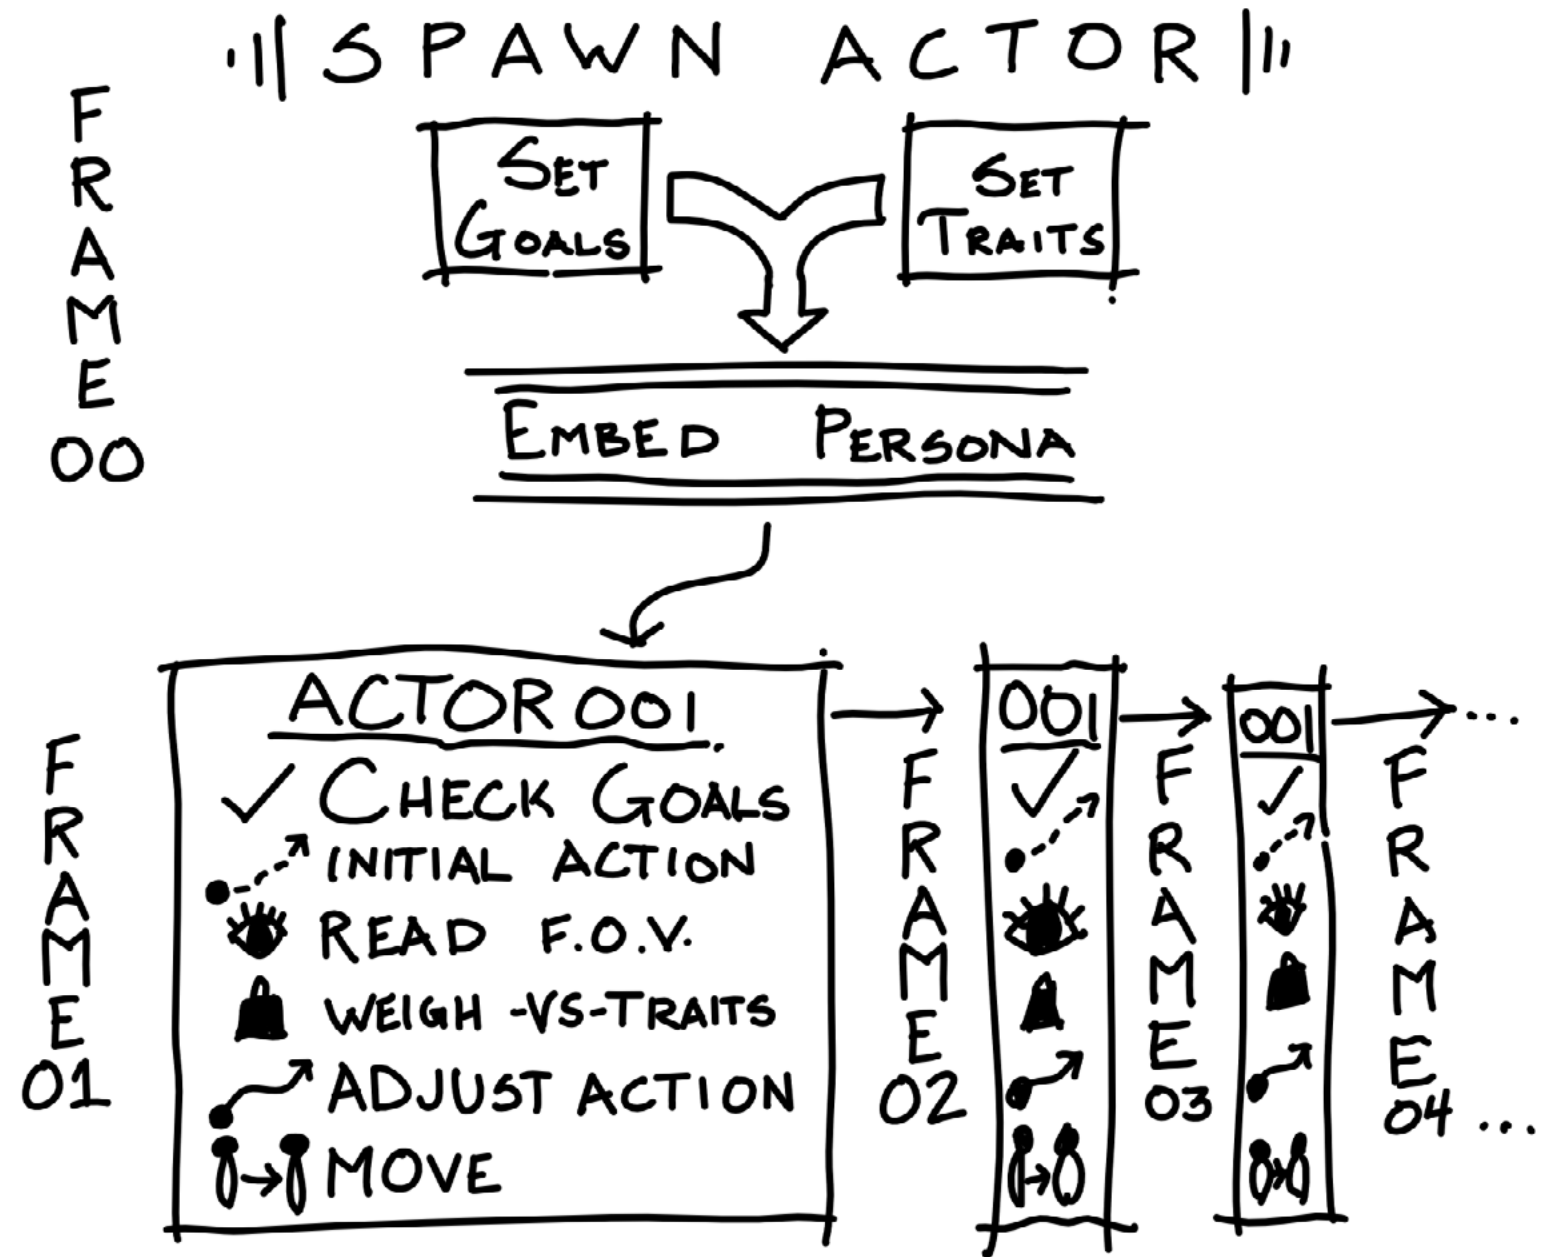 SPAWN ACTOR
FRAME 00
SET GOALS
SET TRAITS
EMBED PERSONA
FRAME 01
ACTOR 001
CHECK GOALS
INITIAL ACTION
READ F.O.V.
WEIGH -VS- TRAITS
ADJUST ACTION
MOVE
FRAME 02
001
FRAME 03
001
FRAME 04 ...
...